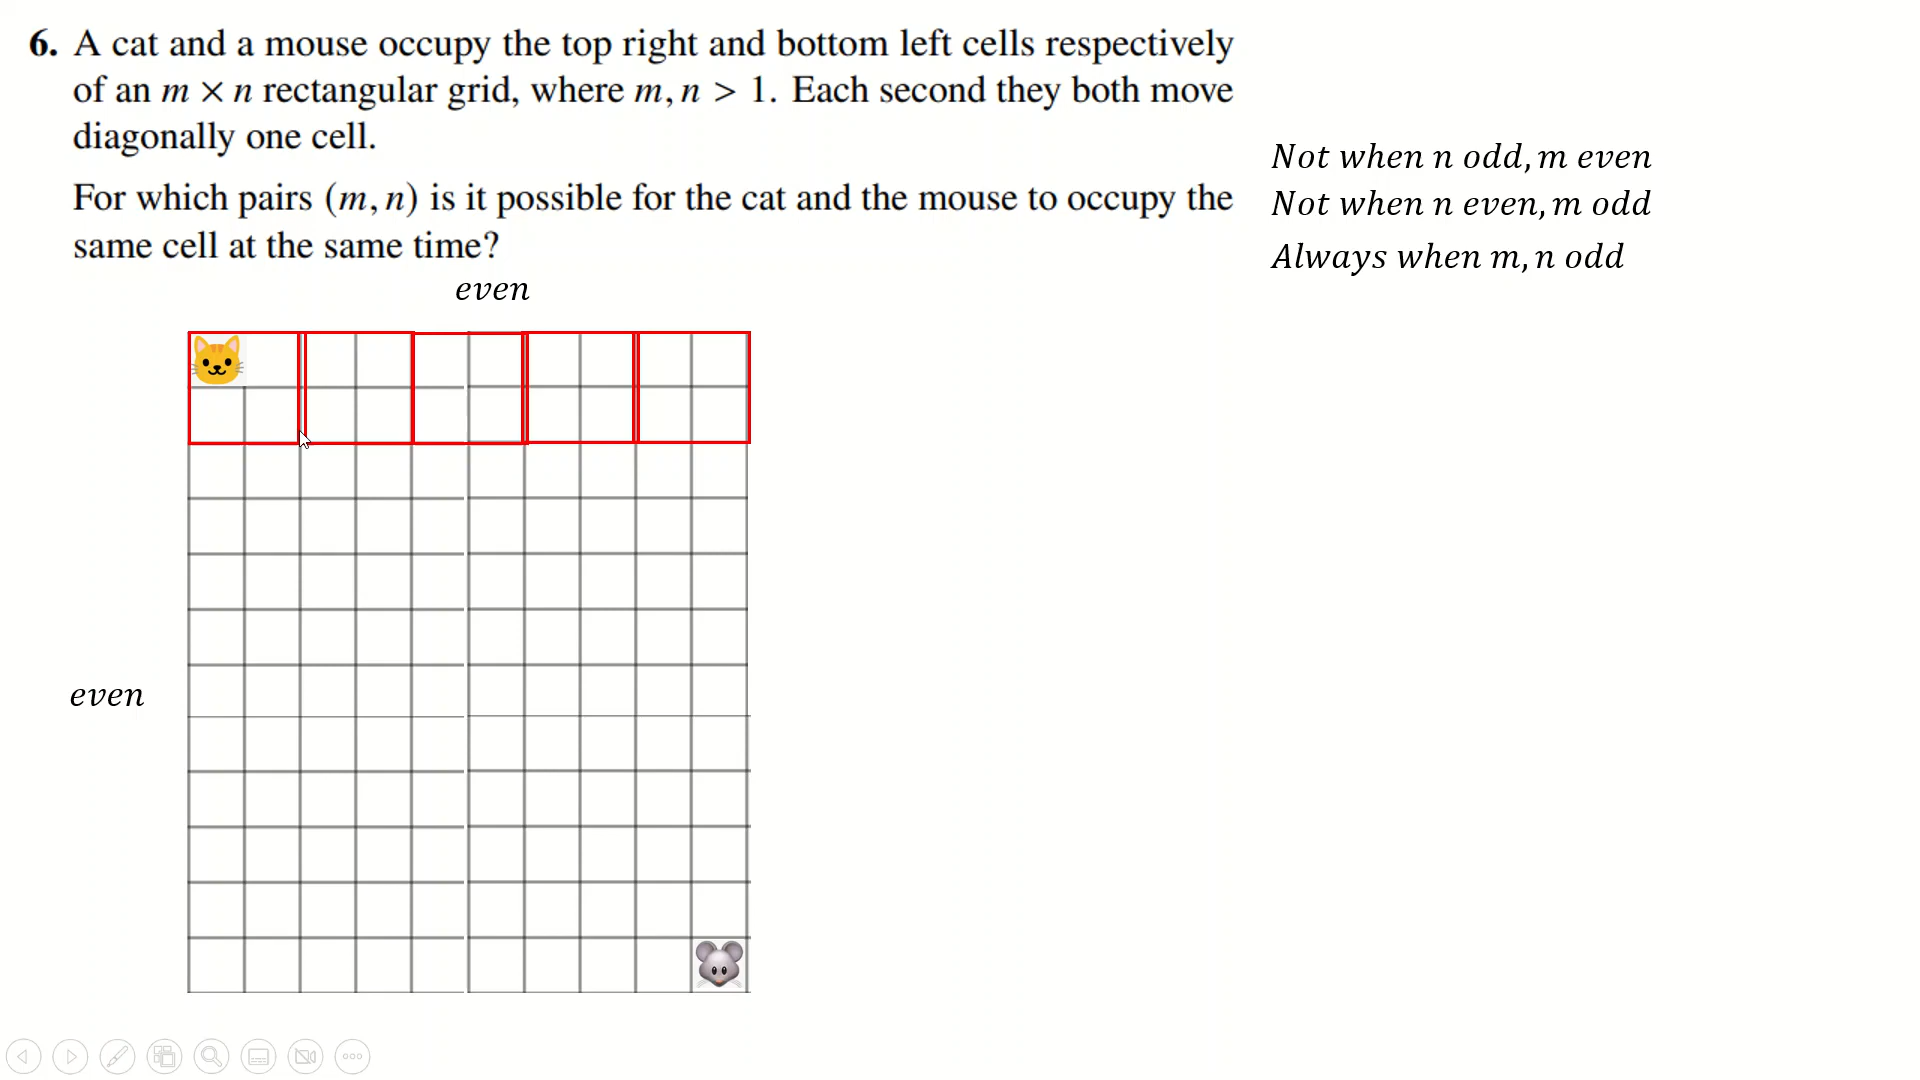 6. A cat and a mouse occupy the top right and bottom left cells respectively
of an m × n rectangular grid, where m, n > 1. Each second they both move
diagonally one cell.
For which pairs (m, n) is it possible for the cat and the mouse to occupy the
same cell at the same time?
Not when n odd, m even
Not when n even, m odd
Always when m, n odd
even
even